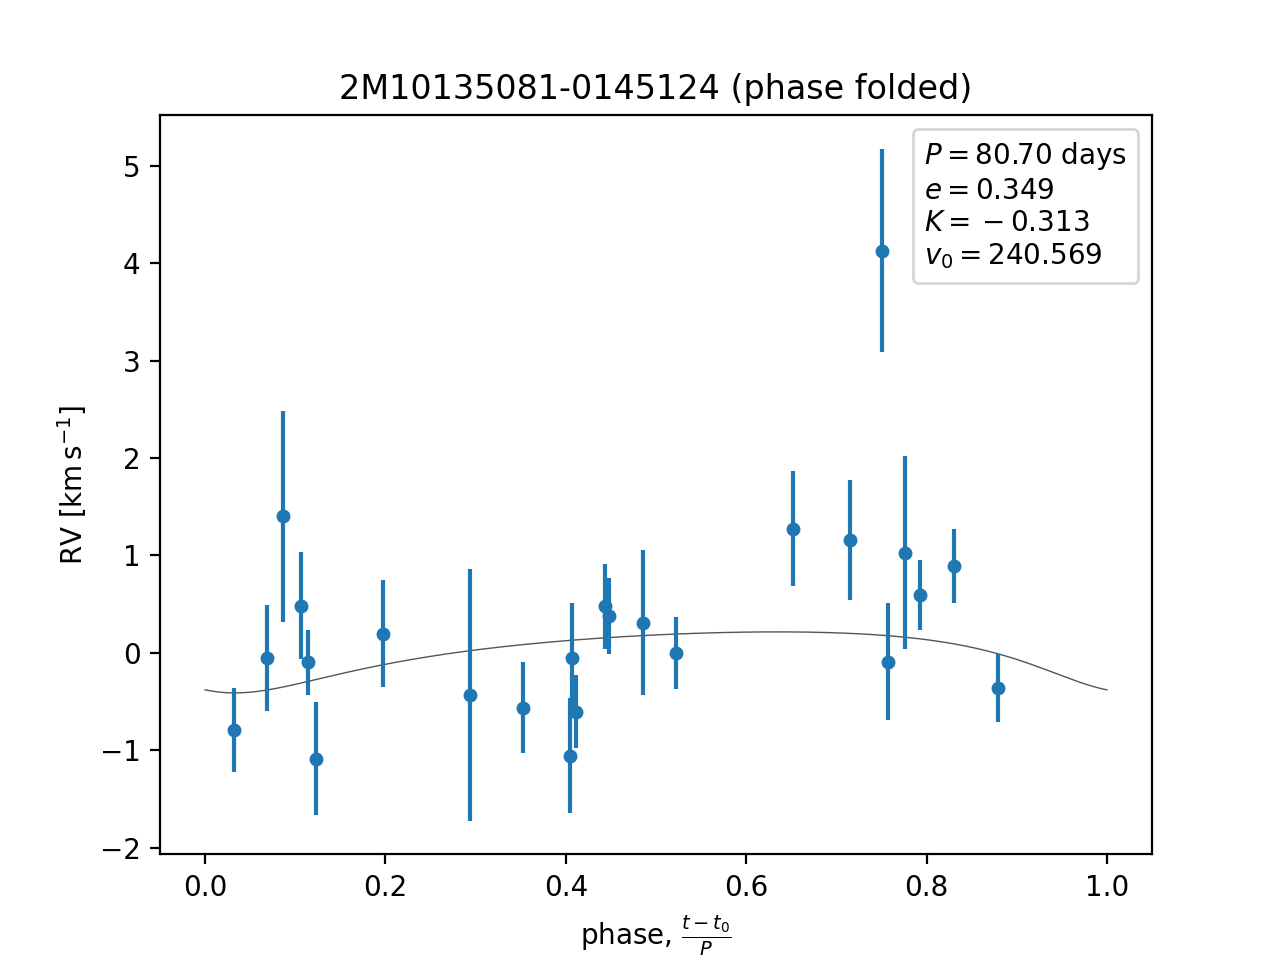 2M10135081-0145124 (phase folded)
P = 80.70 days
e = 0.349
K = −0.313
v₀ = 240.569
5
4
3
2
1
0
−1
−2
RV [km s⁻¹]
0.0 0.2 0.4 0.6 0.8 1.0
phase, (t − t₀)/P